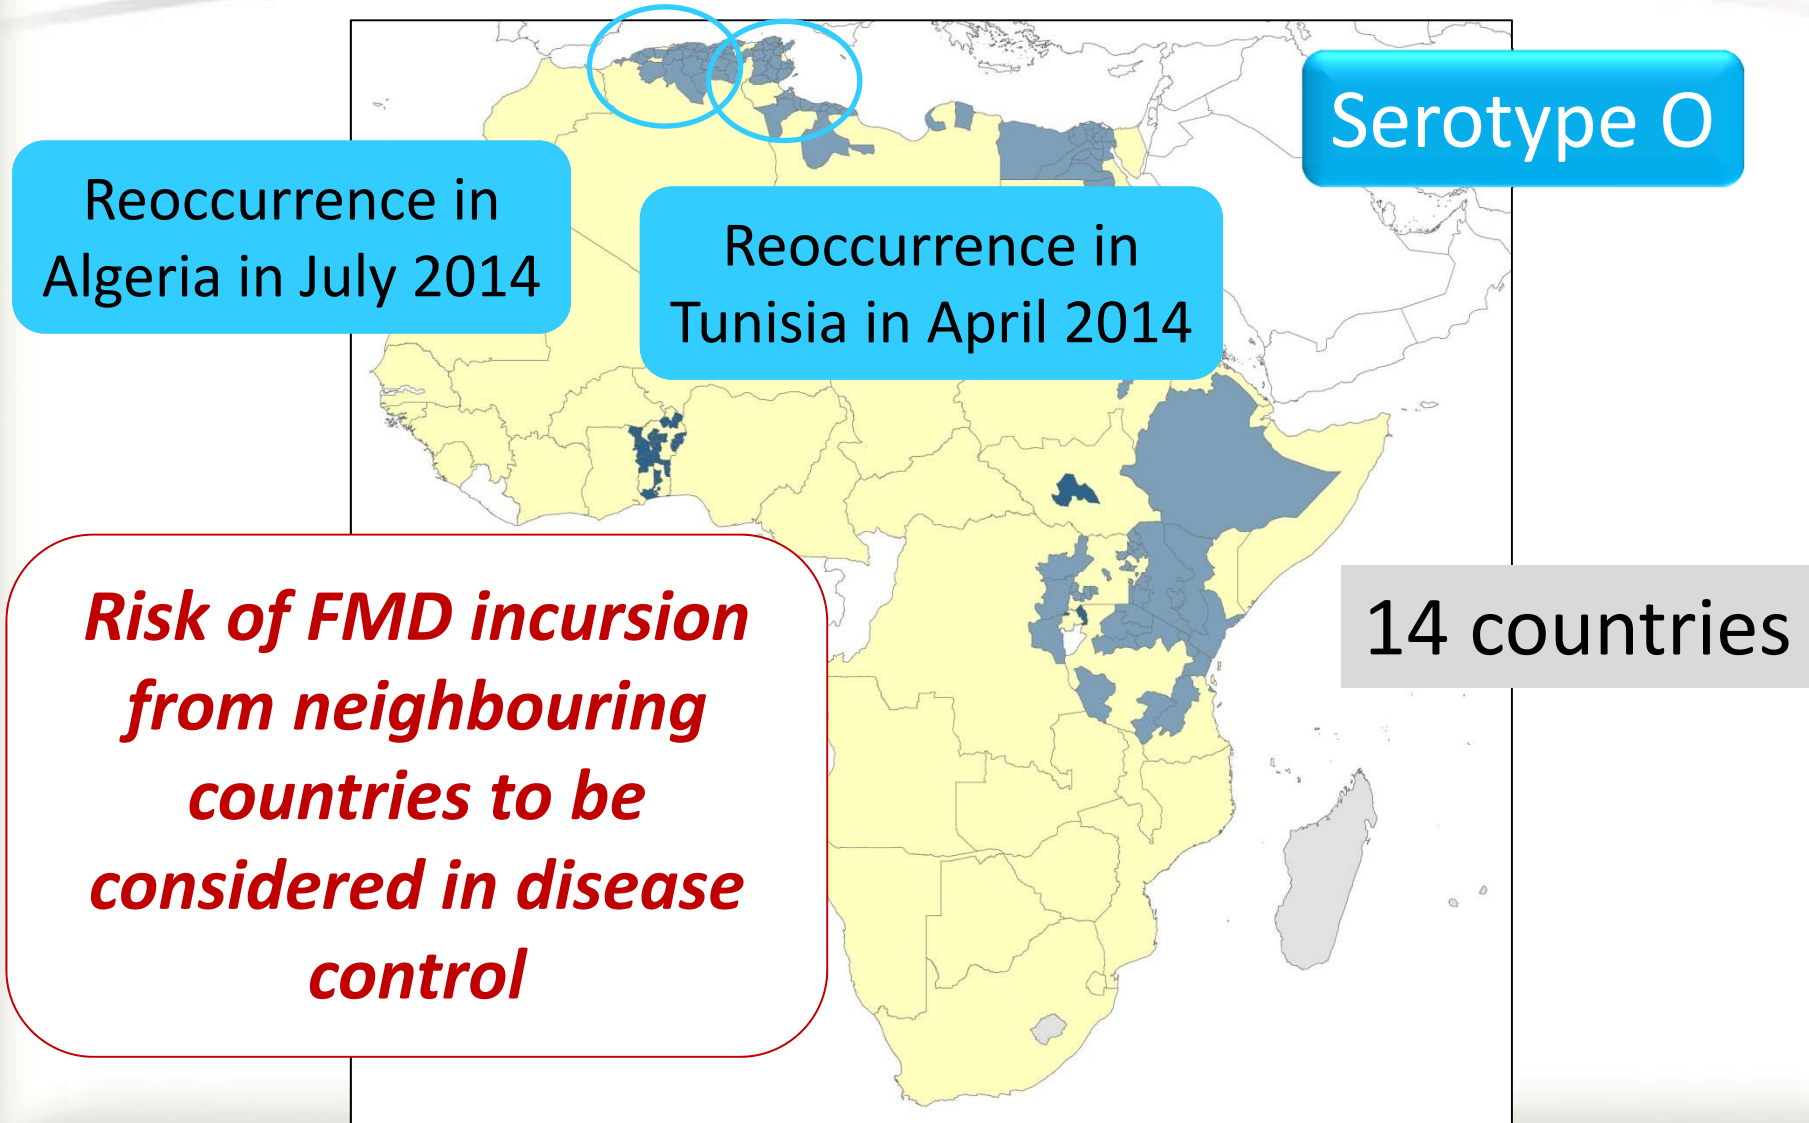 Serotype O
Reoccurrence in
Algeria in July 2014
Reoccurrence in
Tunisia in April 2014
Risk of FMD incursion
from neighbouring
countries to be
considered in disease
control
14 countries